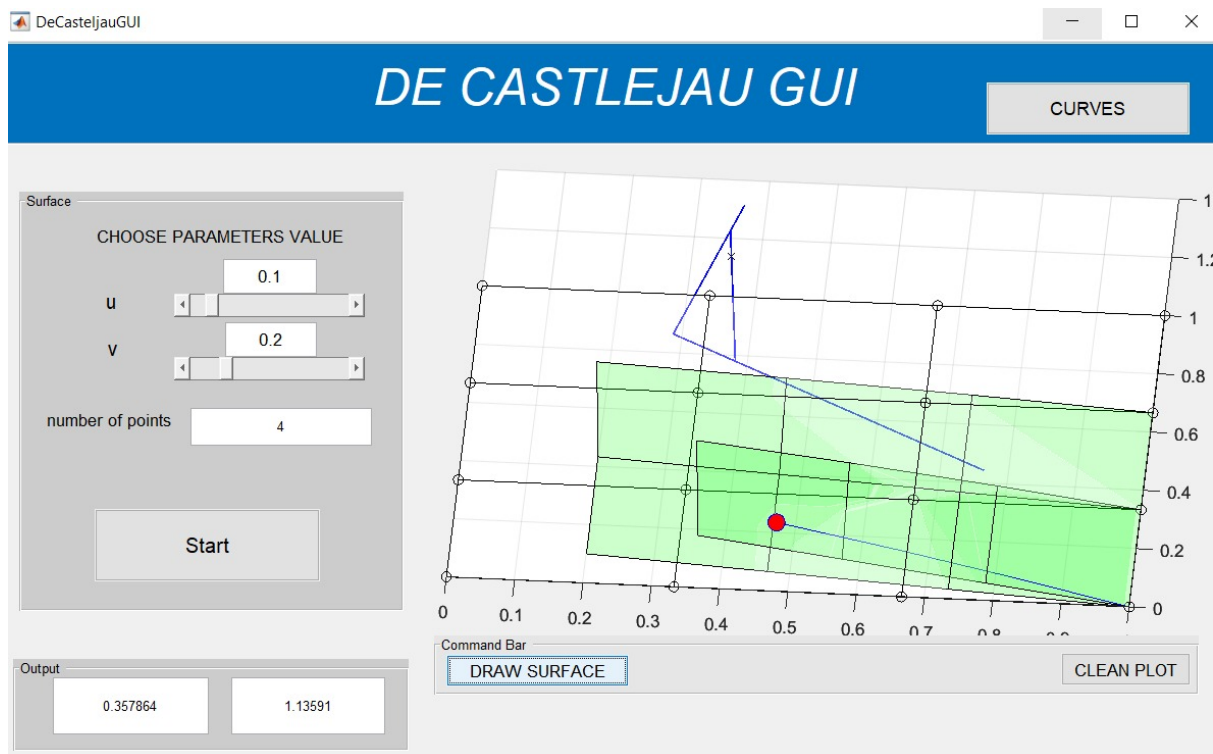 DeCasteljauGUI
DE CASTLEJAU GUI
CURVES
Surface
CHOOSE PARAMETERS VALUE
0.1
u
0.2
v
number of points
4
Start
1.2
1
0.8
0.6
0.4
0.2
0
0 0.1 0.2 0.3 0.4 0.5 0.6 0.7 0.8
Command Bar
DRAW SURFACE
CLEAN PLOT
Output
0.357864
1.13591